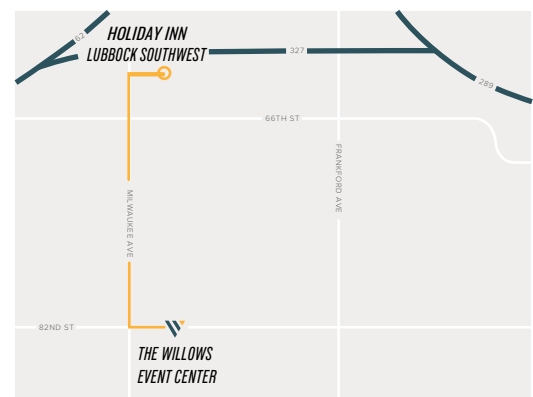 62
HOLIDAY INN
LUBBOCK SOUTHWEST
327
289
66TH ST
FRANKFORD AVE
MILWAUKEE AVE
82ND ST
THE WILLOWS
EVENT CENTER